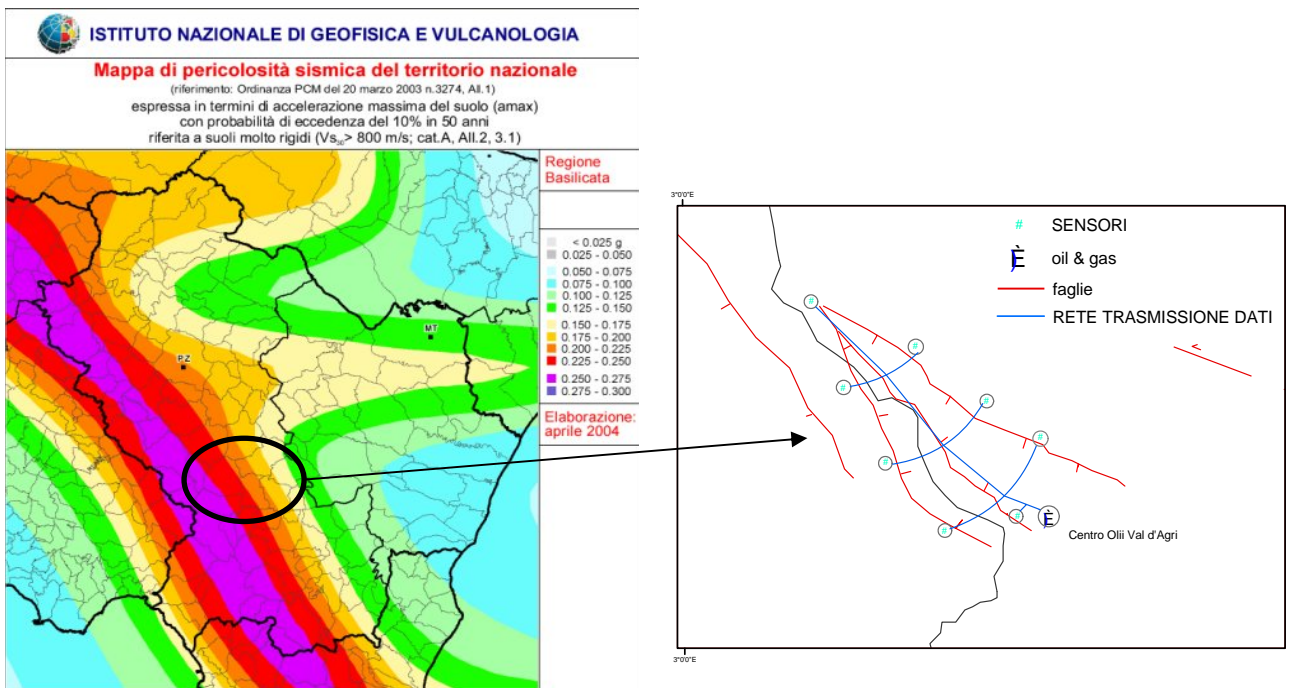 ISTITUTO NAZIONALE DI GEOFISICA E VULCANOLOGIA
Mappa di pericolosità sismica del territorio nazionale
(riferimento: Ordinanza PCM del 20 marzo 2003 n.3274, All.1)
espressa in termini di accelerazione massima del suolo (amax)
con probabilità di eccedenza del 10% in 50 anni
riferita a suoli molto rigidi (Vs₃₀> 800 m/s; cat.A, All.2, 3.1)
Regione
Basilicata
< 0.025 g
0.025 - 0.050
0.050 - 0.075
0.075 - 0.100
0.100 - 0.125
0.125 - 0.150
0.150 - 0.175
0.175 - 0.200
0.200 - 0.225
0.225 - 0.250
0.250 - 0.275
0.275 - 0.300
Elaborazione:
aprile 2004
MT
PZ
3°0'0"E
# SENSORI
È oil & gas
faglie
RETE TRASMISSIONE DATI
#
#
#
#
#
#
#
#
È
Centro Olii Val d'Agri
3°0'0"E